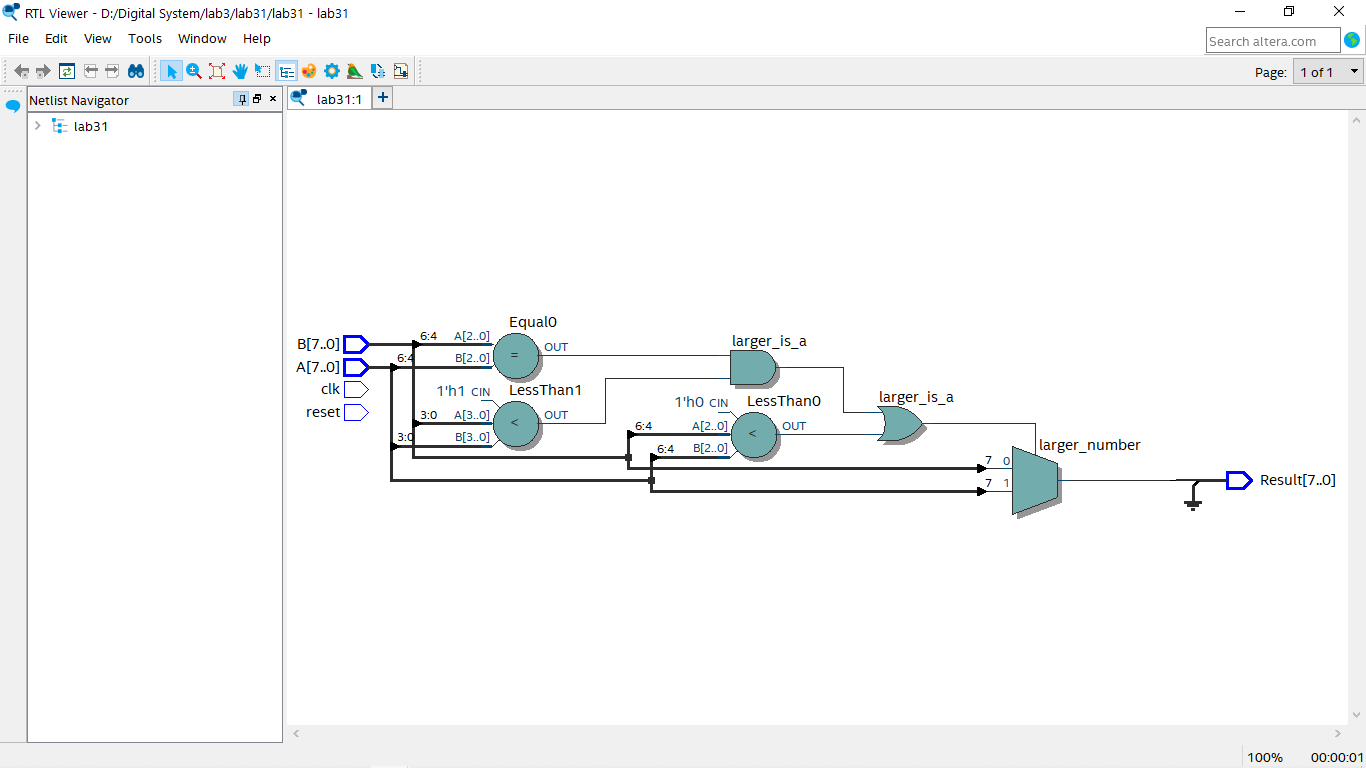 RTL Viewer - D:/Digital System/lab3/lab31/lab31 - lab31
File Edit View Tools Window Help
Search altera.com
Page: 1 of 1
Netlist Navigator
lab31:1
lab31
Equal0
B[7..0]
6:4
A[2..0]
=
OUT
larger_is_a
A[7..0]
6:4
B[2..0]
clk
1'h1 CIN
LessThan1
reset
3:0
A[3..0]
<
OUT
3:0
B[3..0]
1'h0 CIN
LessThan0
6:4
A[2..0]
<
OUT
6:4
B[2..0]
larger_is_a
larger_number
7 0
7 1
Result[7..0]
100% 00:00:01